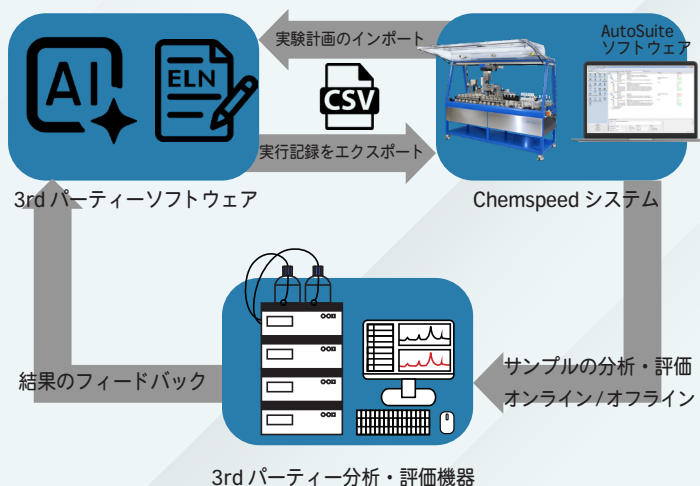 実験計画のインポート
AutoSuite
ソフトウェア
AI
ELN
CSV
実行記録をエクスポート
3rd パーティーソフトウェア
Chemspeed システム
結果のフィードバック
サンプルの分析・評価
オンライン / オフライン
3rd パーティー分析・評価機器